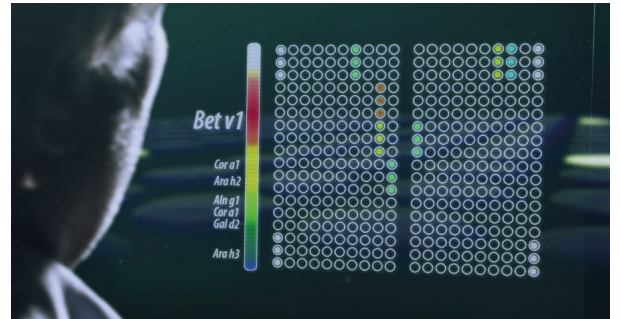 Bet v1
Cor a1
Ara h2
Aln g1
Cor a1
Gal d2
Ara h3